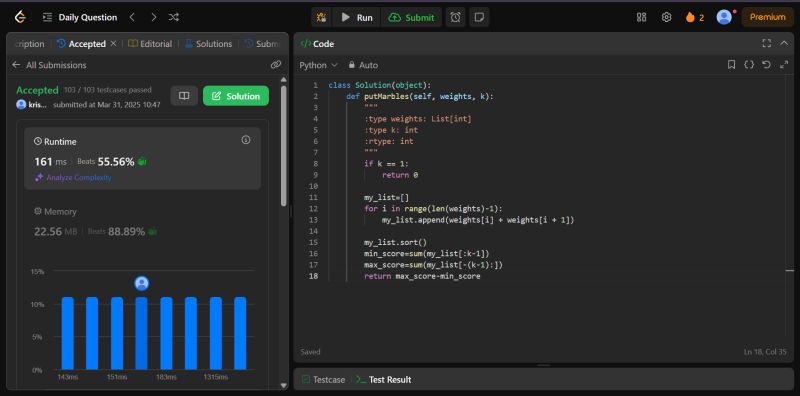 Daily Question
Run
Submit
2
Premium
cription
Accepted
Editorial
Solutions
Submi
All Submissions
Accepted 103 / 103 testcases passed
kris... submitted at Mar 31, 2025 10:47
Solution
Runtime
161 ms | Beats 55.56%
Analyze Complexity
Memory
22.56 MB | Beats 88.89%
15%
10%
5%
0%
143ms 151ms 183ms 1315ms
Code
Python
Auto
1 class Solution(object):
2 def putMarbles(self, weights, k):
3 """
4 :type weights: List[int]
5 :type k: int
6 :rtype: int
7 """
8 if k == 1:
9 return 0
10
11 my_list=[]
12 for i in range(len(weights)-1):
13 my_list.append(weights[i] + weights[i + 1])
14
15 my_list.sort()
16 min_score=sum(my_list[:k-1])
17 max_score=sum(my_list[-(k-1):])
18 return max_score-min_score
Saved
Ln 18, Col 35
Testcase
Test Result